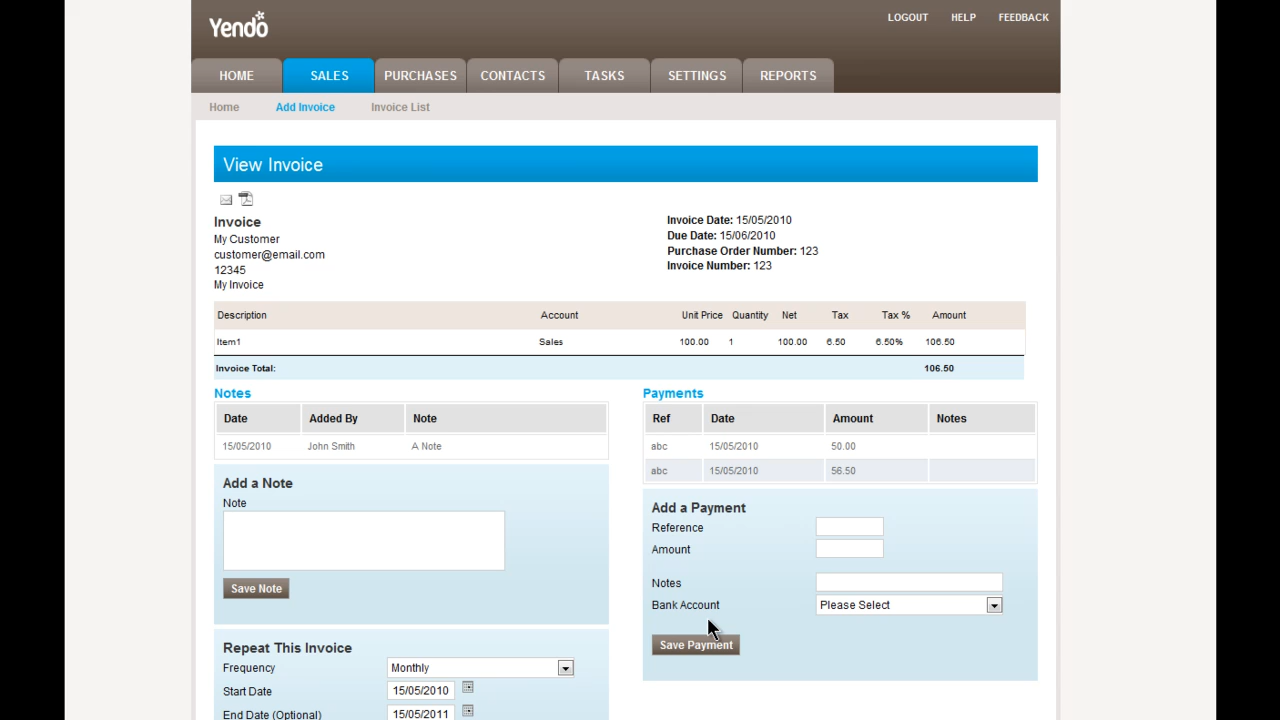 Yendo
LOGOUT HELP FEEDBACK
HOME SALES PURCHASES CONTACTS TASKS SETTINGS REPORTS
Home Add Invoice Invoice List
View Invoice
Invoice
My Customer
customer@email.com
12345
My Invoice
Invoice Date: 15/05/2010
Due Date: 15/06/2010
Purchase Order Number: 123
Invoice Number: 123
Description Account Unit Price Quantity Net Tax Tax % Amount
Item1 Sales 100.00 1 100.00 6.50 6.50% 106.50
Invoice Total: 106.50
Notes
Date Added By Note
15/05/2010 John Smith A Note
Add a Note
Note
Save Note
Repeat This Invoice
Frequency Monthly
Start Date 15/05/2010
End Date (Optional) 15/05/2011
Payments
Ref Date Amount Notes
abc 15/05/2010 50.00
abc 15/05/2010 56.50
Add a Payment
Reference
Amount
Notes
Bank Account Please Select
Save Payment